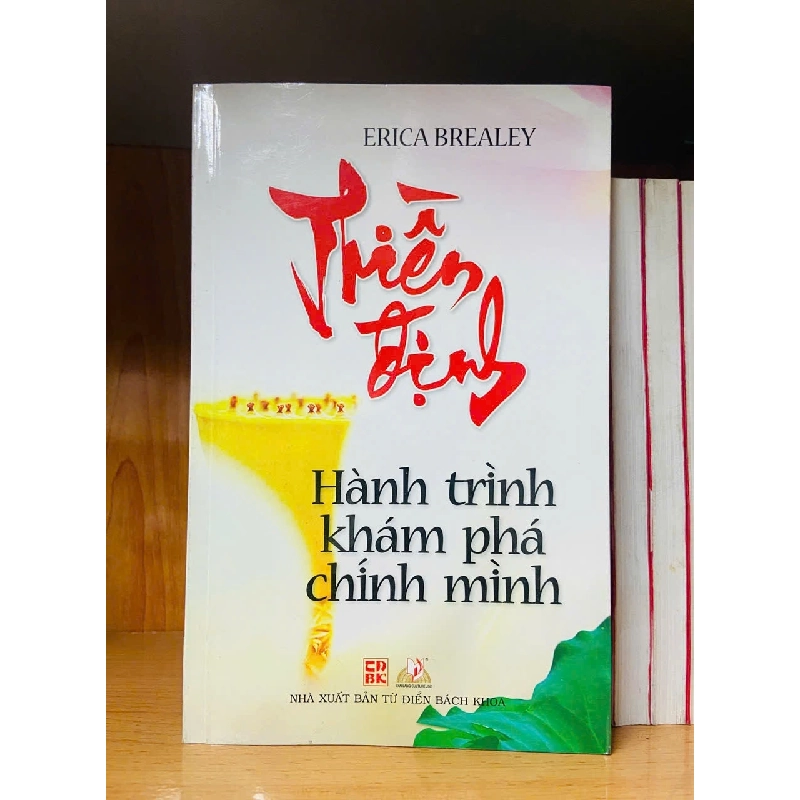 ERICA BREALEY
Thiền
định
Hành trình
khám phá
chính mình
NHÀ XUẤT BẢN TỪ ĐIỂN BÁCH KHOA